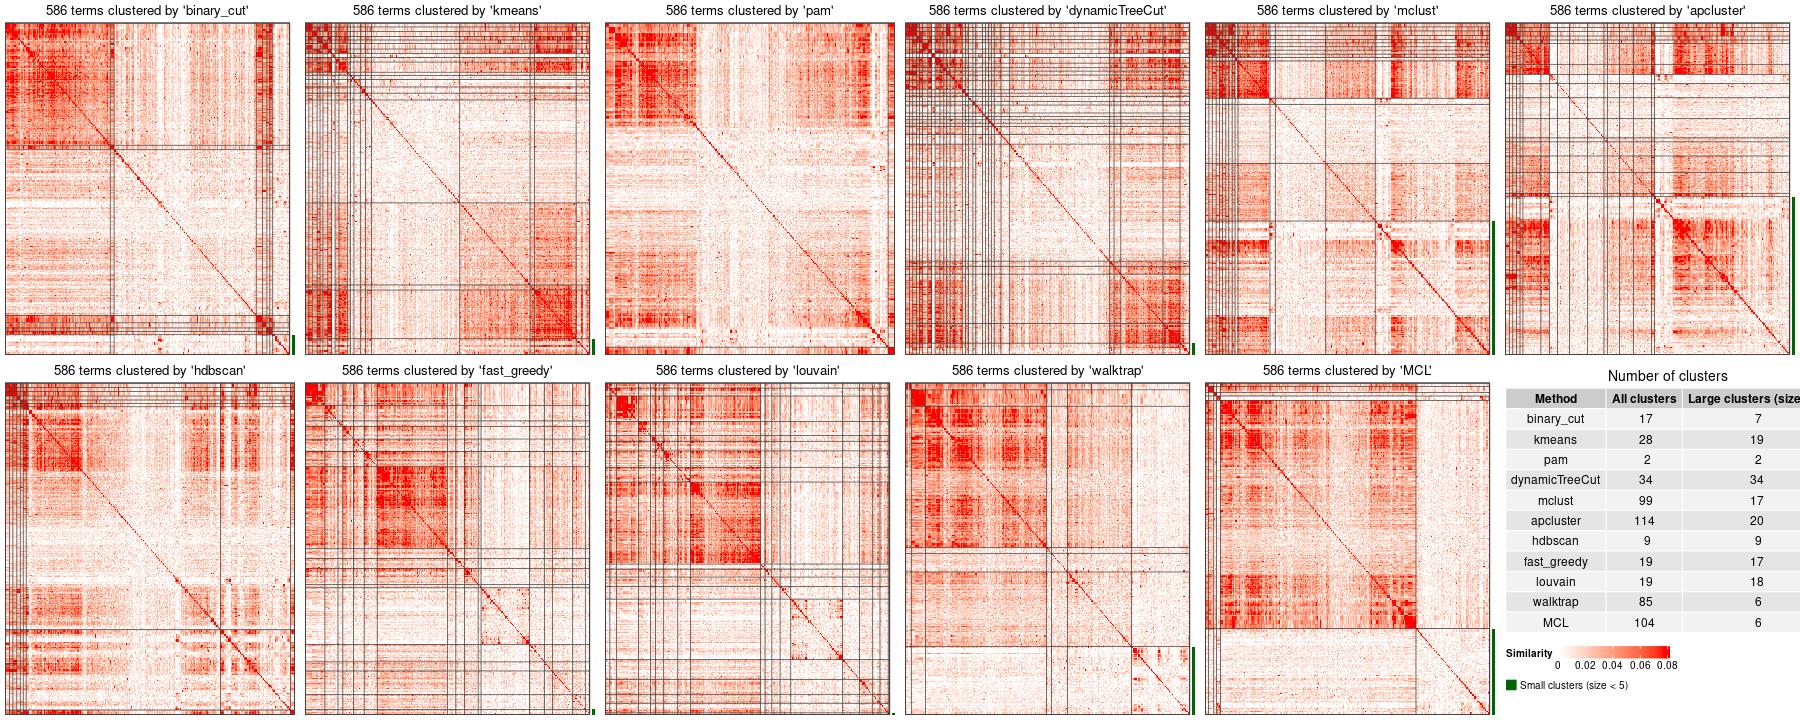 586 terms clustered by 'binary_cut'
586 terms clustered by 'kmeans'
586 terms clustered by 'pam'
586 terms clustered by 'dynamicTreeCut'
586 terms clustered by 'mclust'
586 terms clustered by 'apcluster'
586 terms clustered by 'hdbscan'
586 terms clustered by 'fast_greedy'
586 terms clustered by 'louvain'
586 terms clustered by 'walktrap'
586 terms clustered by 'MCL'
Number of clusters
Method All clusters Large clusters (size
binary_cut 17 7
kmeans 28 19
pam 2 2
dynamicTreeCut 34 34
mclust 99 17
apcluster 114 20
hdbscan 9 9
fast_greedy 19 17
louvain 19 18
walktrap 85 6
MCL 104 6
Similarity
0 0.02 0.04 0.06 0.08
Small clusters (size < 5)